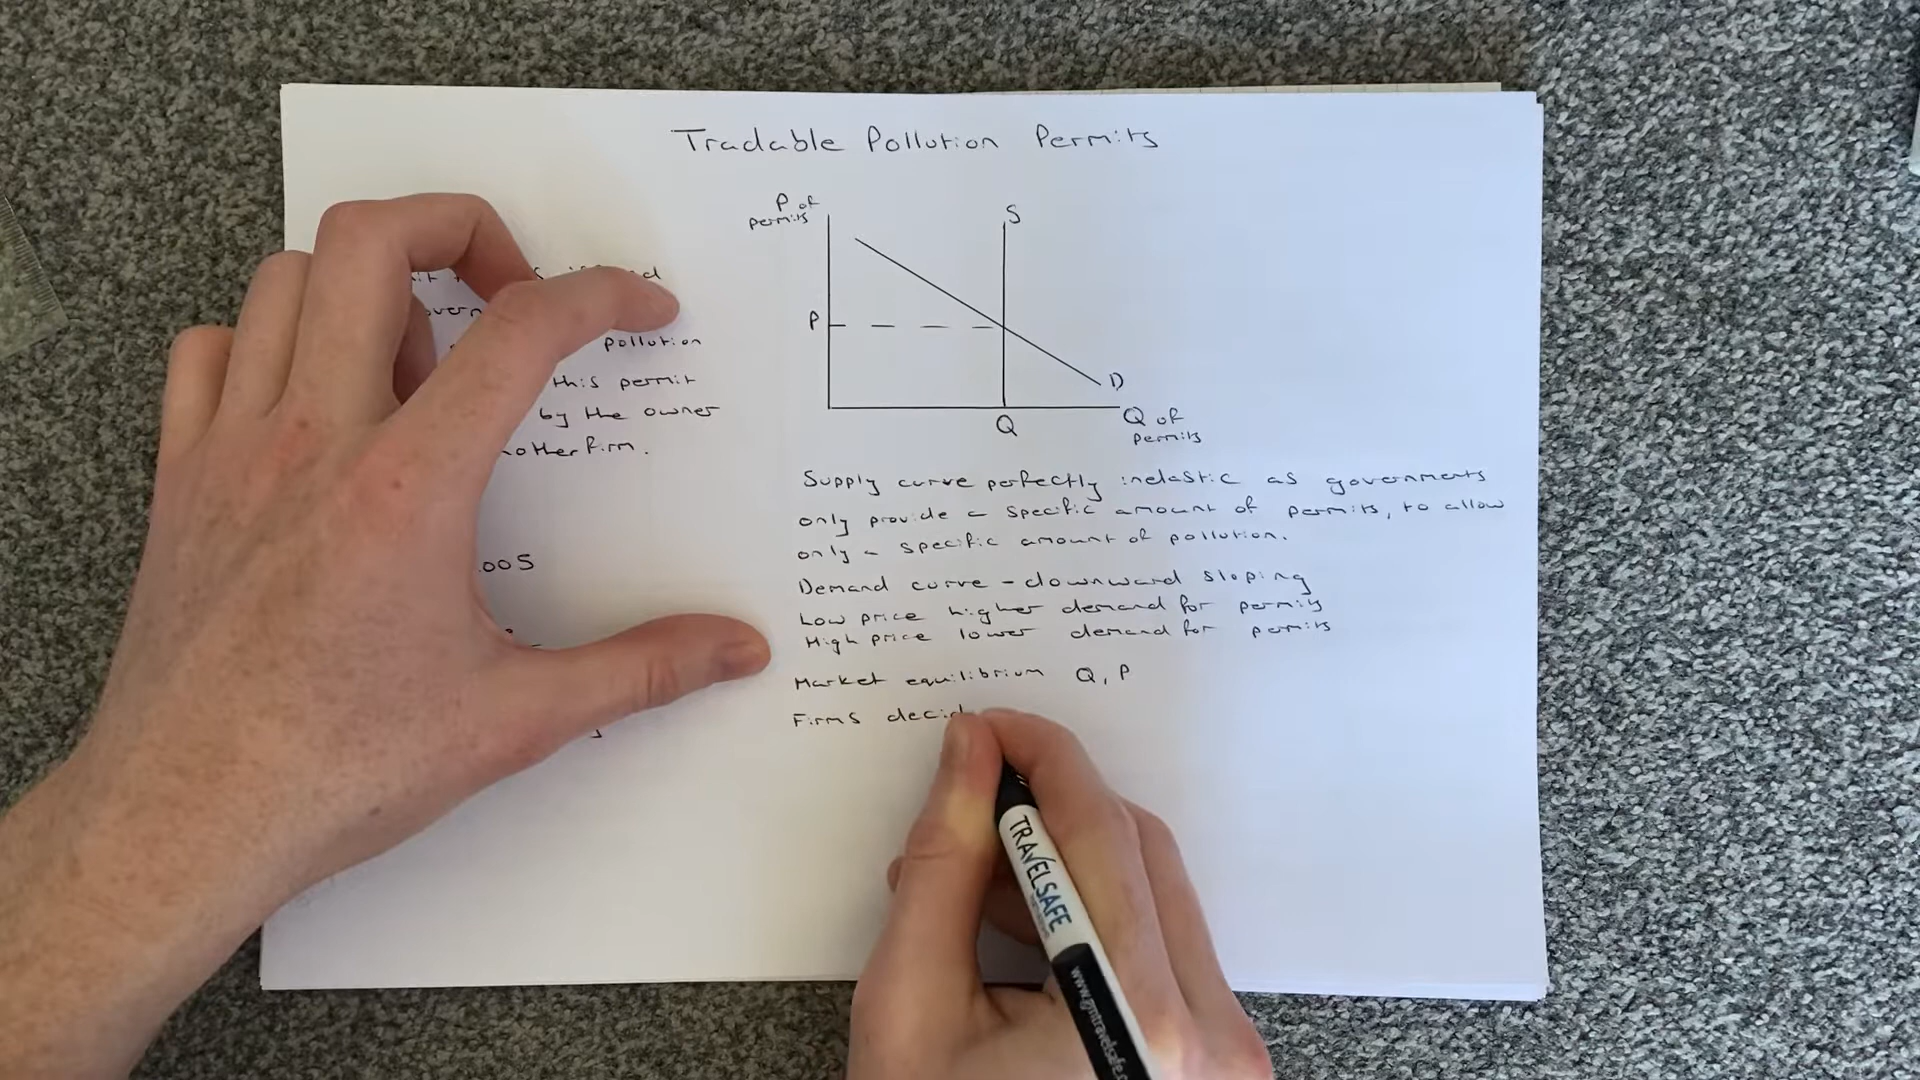 Tradable Pollution Permits
P of
permits
S
P
D
Q
Q of
permits
pollution
this permit
by the owner
firm.
Supply curve perfectly inelastic as governments
only provide a specific amount of permits, to allow
only a specific amount of pollution.
Demand curve - downward sloping
Low price higher demand for permits
High price lower demand for permits
Market equilibrium Q, P
Firms decid
TRAVELSAFE